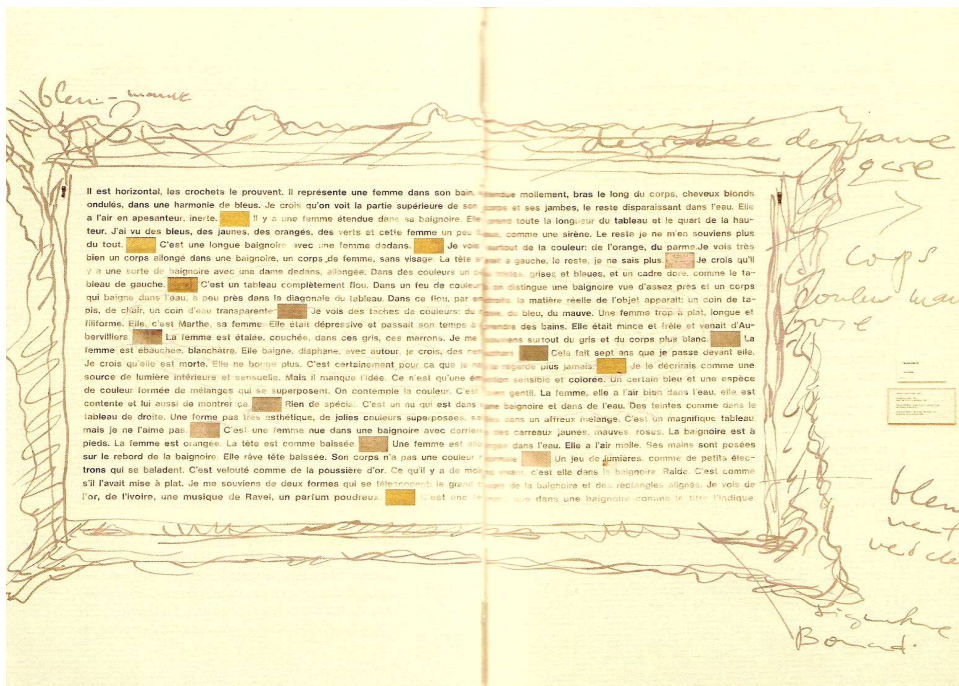 bleu-mauve
dégradée de jaune
ocre
Il est horizontal, les crochets le prouvent. Il représente une femme dans son bain, étendue mollement, bras le long du corps, cheveux blonds
ondulés, dans une harmonie de bleus. Je crois qu'on voit la partie supérieure de son corps et ses jambes, le reste disparaissant dans l'eau. Elle
a l'air en apesanteur, inerte. Il y a une femme étendue dans sa baignoire. Elle prend toute la longueur du tableau et le quart de la hau-
teur. J'ai vu des bleus, des jaunes, des orangés, des verts et cette femme un peu comme une sirène. Le reste je ne m'en souviens plus
du tout. C'est une longue baignoire avec une femme dedans. Je vois surtout de la couleur: de l'orange, du parme. Je vois très
bien un corps allongé dans une baignoire, un corps de femme, sans visage. La tête à gauche, le reste, je ne sais plus. Je crois qu'il
y a une sorte de baignoire avec une dame dedans, allongée. Dans des couleurs un grises et bleues, et un cadre doré, comme le ta-
bleau de gauche. C'est un tableau complètement flou. Dans un feu de couleurs on distingue une baignoire vue d'assez près et un corps
qui baigne dans l'eau, à peu près dans la diagonale du tableau. Dans ce flou, par endroits, la matière réelle de l'objet apparaît: un coin de ta-
pis, de chair, un coin d'eau transparente. Je vois des taches de couleurs: du du bleu, du mauve. Une femme trop à plat, longue et
filiforme. Elle, c'est Marthe, sa femme. Elle était dépressive et passait son temps à prendre des bains. Elle était mince et frêle et venait d'Au-
bervilliers. La femme est étalée, couchée, dans ces gris, ces marrons. Je me souviens surtout du gris et du corps plus blanc. La
femme est ébauchée, blanchâtre. Elle baigne, diaphane, avec autour, je crois, des Cela fait sept ans que je passe devant elle.
Je crois qu'elle est morte. Elle ne bouge plus. C'est certainement pour ça que je ne la regarde plus jamais. Je le décrirais comme une
source de lumière intérieure et sensuelle. Mais il manque l'idée. Ce n'est qu'une émotion sensible et colorée. Un certain bleu et une espèce
de couleur formée de mélanges qui se superposent. On contemple la couleur. C'est gentil. La femme, elle a l'air bien dans l'eau, elle est
contente et lui aussi de montrer ça. Rien de spécial. C'est un nu qui est dans une baignoire et dans de l'eau. Des teintes comme dans le
tableau de droite. Une forme pas très esthétique, de jolies couleurs superposées, dans un affreux mélange. C'est un magnifique tableau
mais je ne l'aime pas. C'est une femme nue dans une baignoire avec derrière des carreaux jaunes, mauves, roses. La baignoire est à
pieds. La femme est orangée. La tête est comme baissée. Une femme est dans l'eau. Elle a l'air molle. Ses mains sont posées
sur le rebord de la baignoire. Elle rêve tête baissée. Son corps n'a pas une couleur Un jeu de lumières, comme de petits élec-
trons qui se baladent. C'est velouté comme de la poussière d'or. Ce qu'il y a de moins vivant, c'est elle dans la baignoire. Raide. C'est comme
s'il l'avait mise à plat. Je me souviens de deux formes qui se télescopent: le grand de la baignoire et des rectangles alignés. Je vois de
l'or, de l'ivoire, une musique de Ravel, un parfum poudreux. C'est une femme nue dans une baignoire comme le titre l'indique.
corps
couleur
bleu
vert
signature
Bonnard